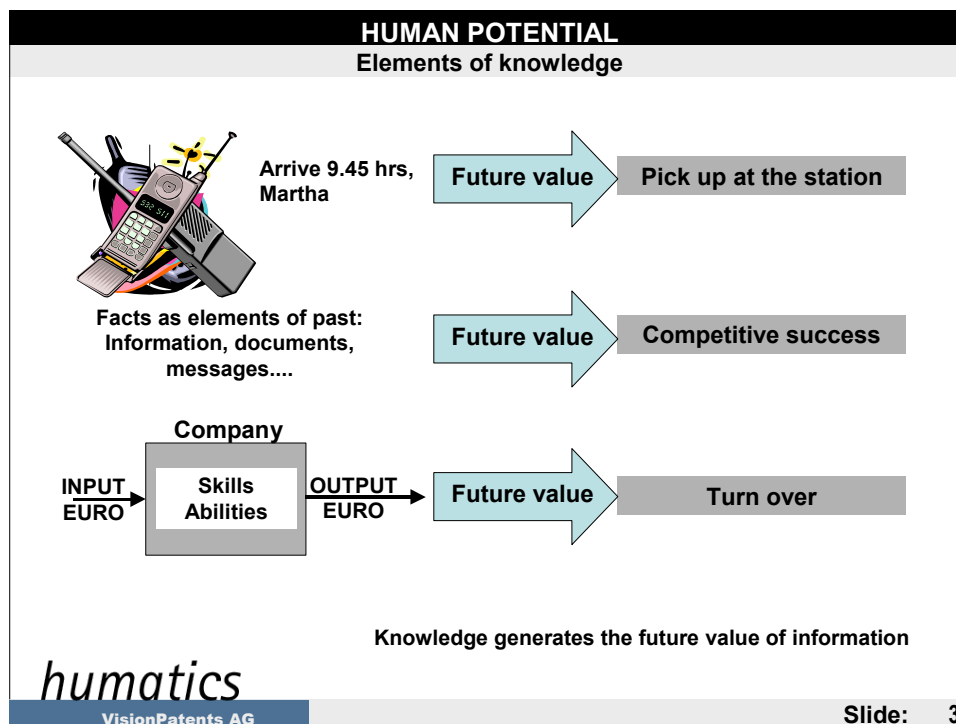 HUMAN POTENTIAL
Elements of knowledge
Arrive 9.45 hrs,
Martha
Future value
Pick up at the station
Facts as elements of past:
Information, documents,
messages....
Future value
Competitive success
Company
INPUT
EURO
Skills
Abilities
OUTPUT
EURO
Future value
Turn over
Knowledge generates the future value of information
humatics
VisionPatents AG
Slide: 3